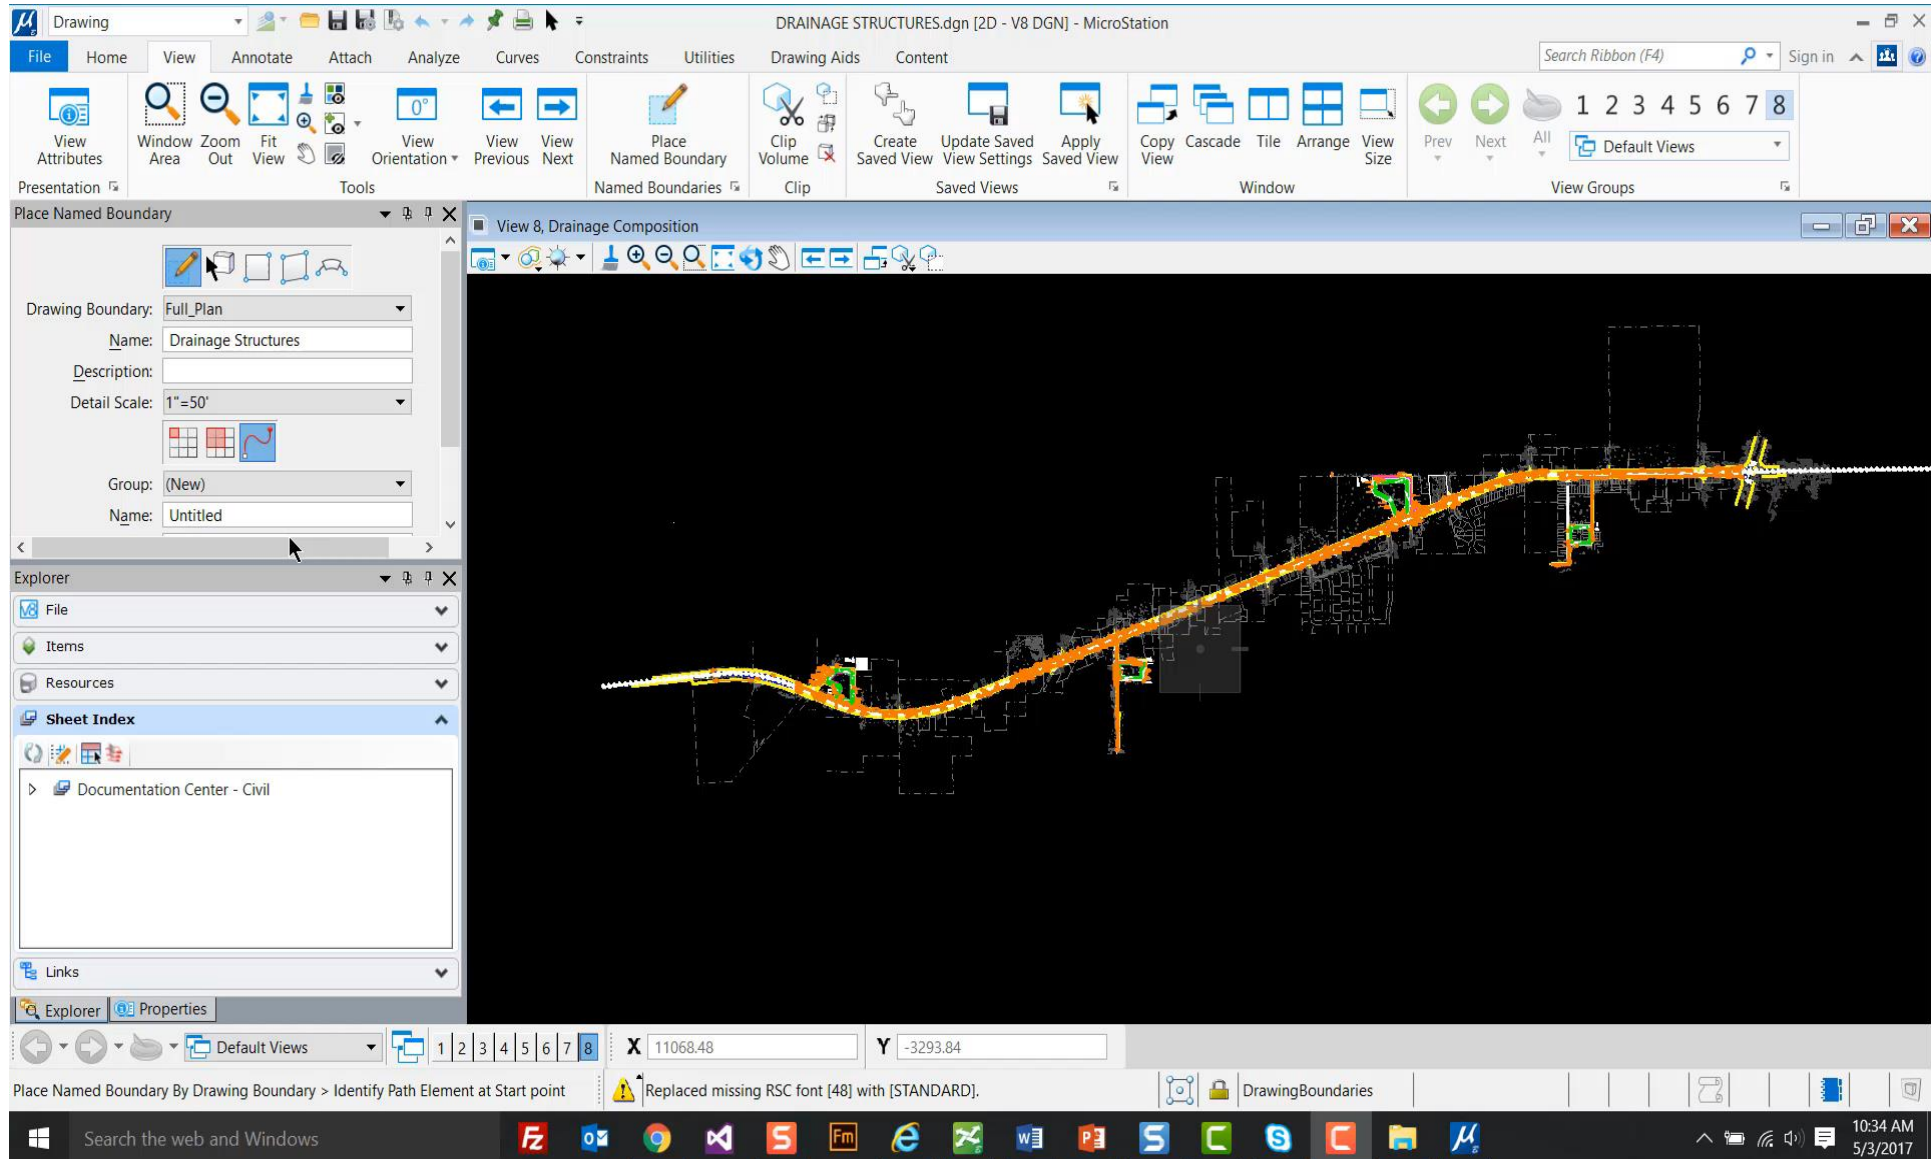 Drawing
DRAINAGE STRUCTURES.dgn [2D - V8 DGN] - MicroStation
File Home View Annotate Attach Analyze Curves Constraints Utilities Drawing Aids Content
Search Ribbon (F4)
Sign in
View Attributes
Window Area
Zoom Out
Fit View
0°
View Orientation
View Previous
View Next
Place Named Boundary
Clip Volume
Create Saved View
Update Saved View Settings
Apply Saved View
Copy View
Cascade
Tile
Arrange
View Size
Prev
Next
All
1 2 3 4 5 6 7 8
Default Views
Presentation
Tools
Named Boundaries
Clip
Saved Views
Window
View Groups
Place Named Boundary
View 8, Drainage Composition
Drawing Boundary: Full_Plan
Name: Drainage Structures
Description:
Detail Scale: 1"=50'
Group: (New)
Name: Untitled
Explorer
File
Items
Resources
Sheet Index
Documentation Center - Civil
Links
Explorer Properties
Default Views
1 2 3 4 5 6 7 8
X 11068.48
Y -3293.84
Place Named Boundary By Drawing Boundary > Identify Path Element at Start point
Replaced missing RSC font [48] with [STANDARD].
DrawingBoundaries
Search the web and Windows
10:34 AM
5/3/2017